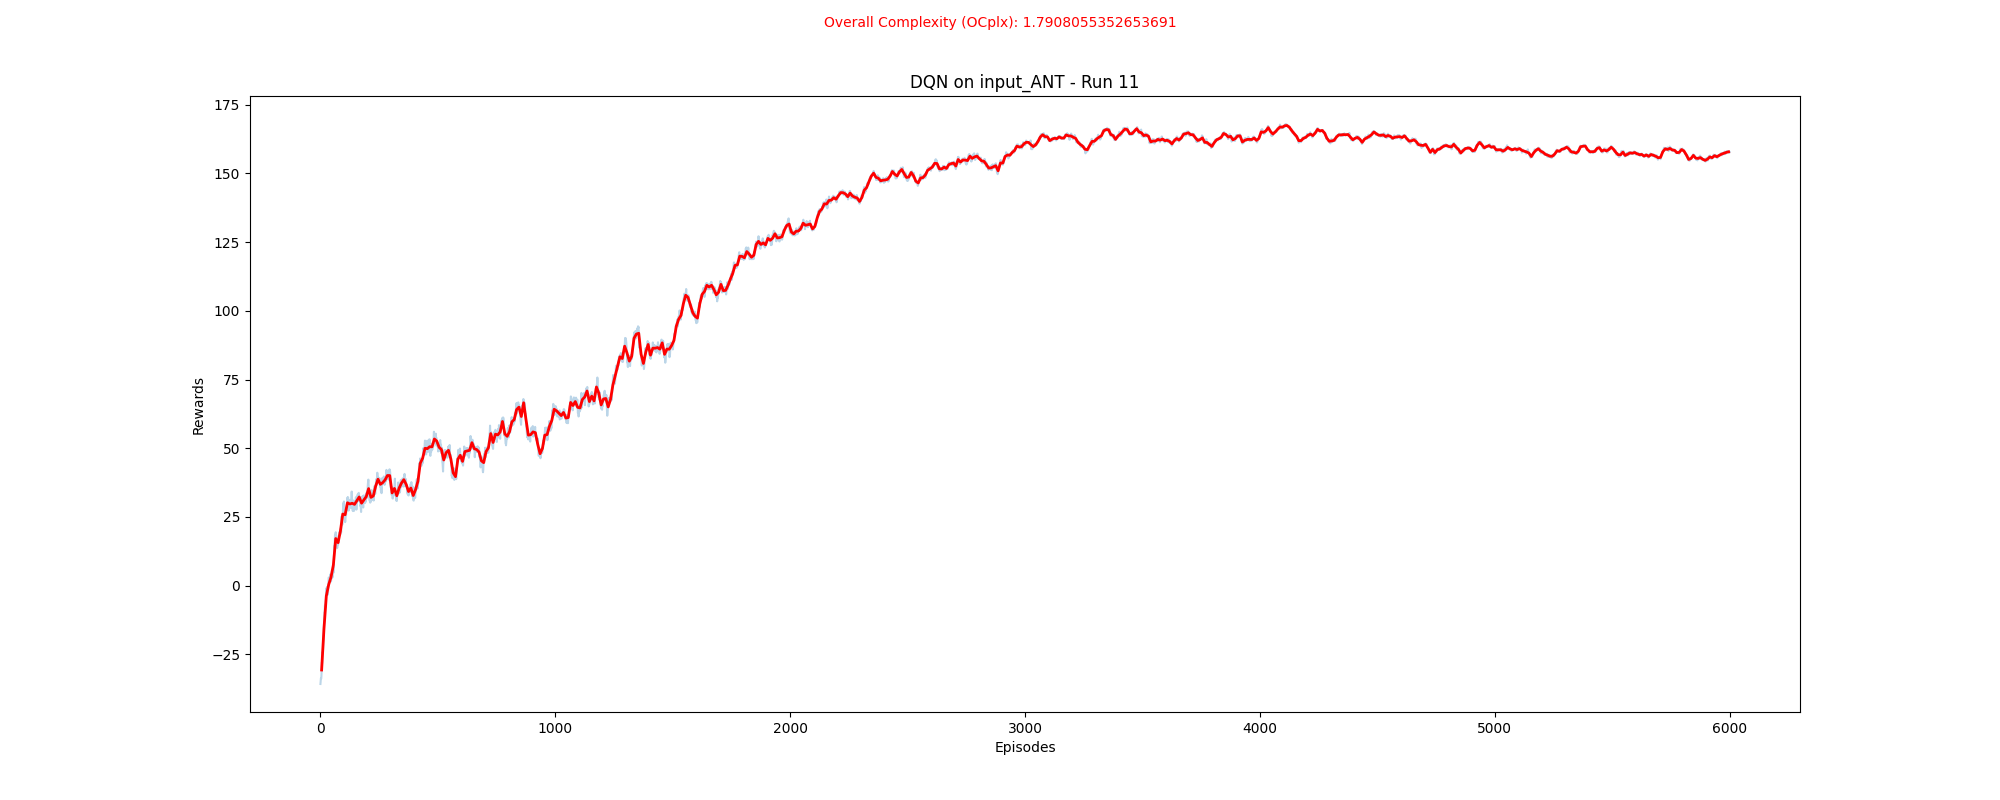 Overall Complexity (OCplx): 1.7908055352653691
DQN on input_ANT - Run 11
175
150
125
100
75
50
25
0
−25
Rewards
0 1000 2000 3000 4000 5000 6000
Episodes